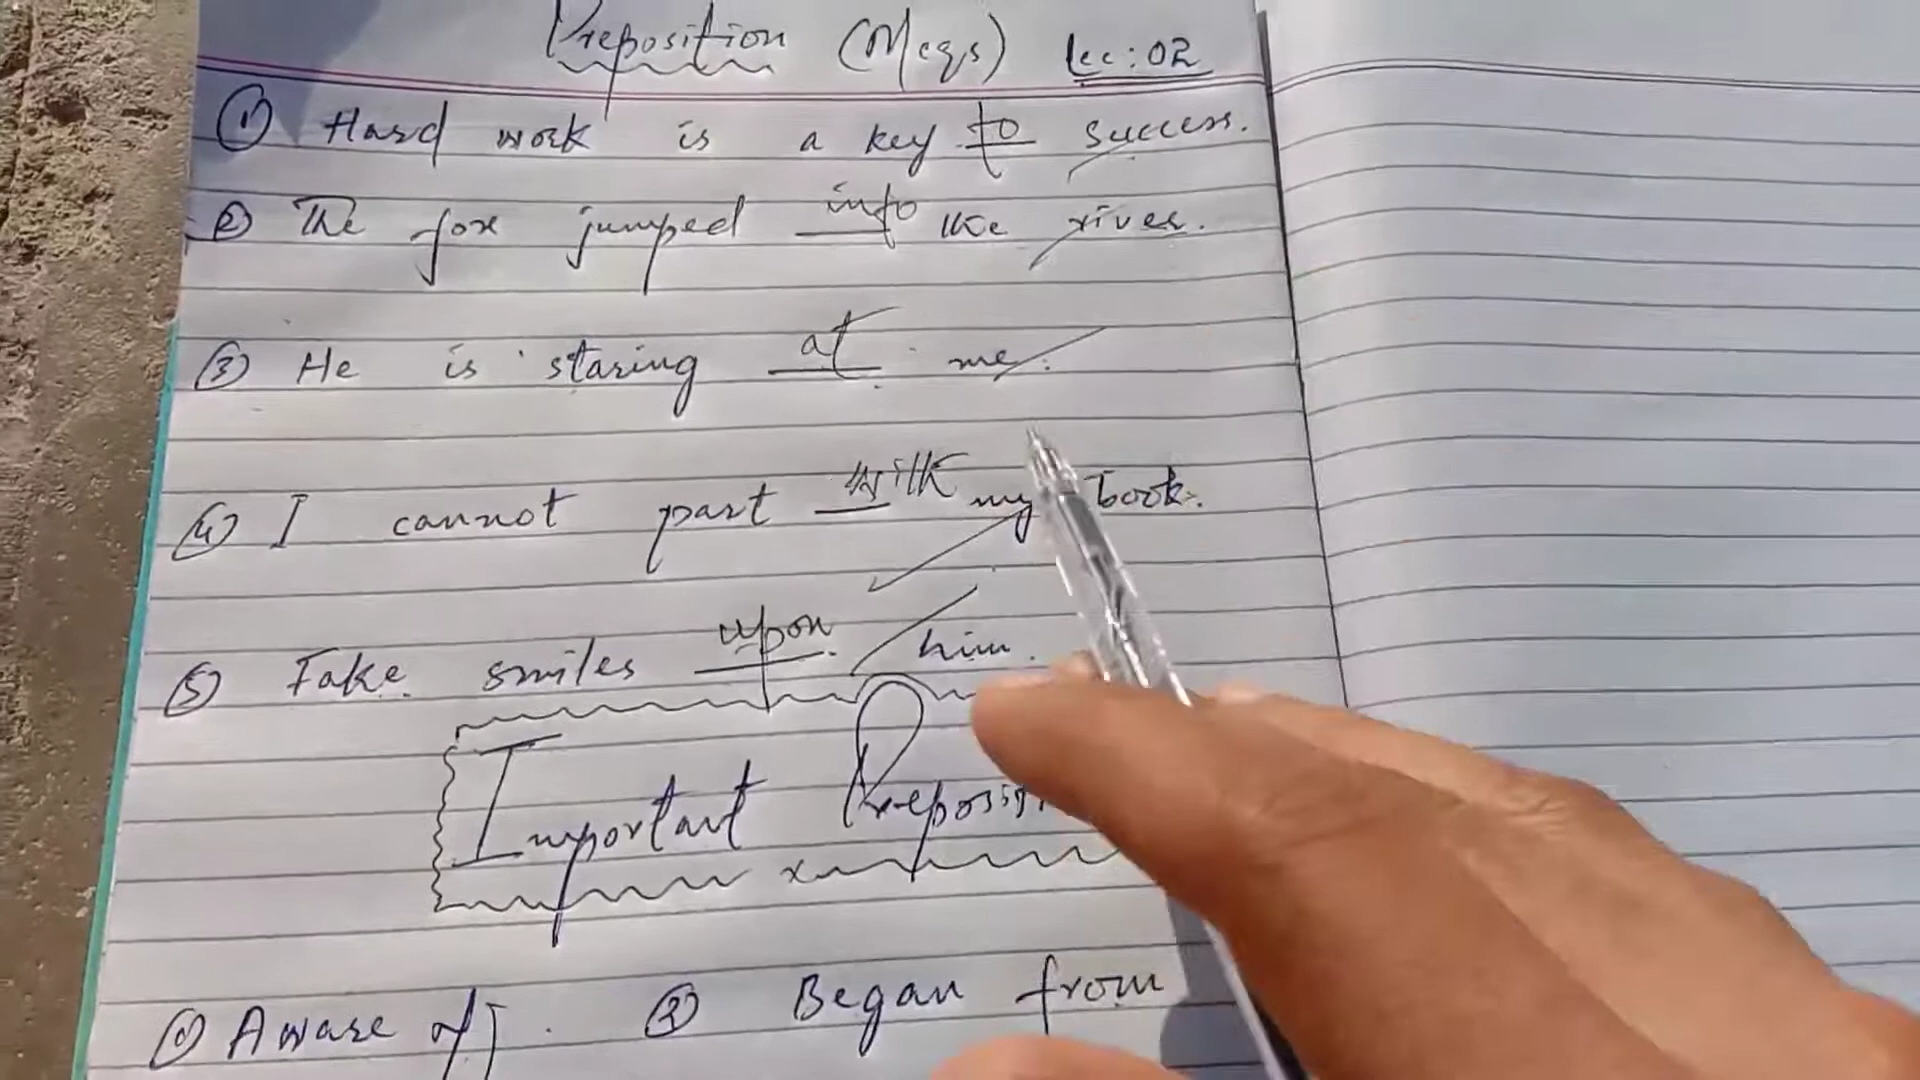 Preposition (Mcqs) Lec:02
① Hard work is a key to success.
② The fox jumped into the river.
③ He is staring at me.
④ I cannot part with my book.
⑤ Fake smiles upon him.
Important
① Aware of ② Began from